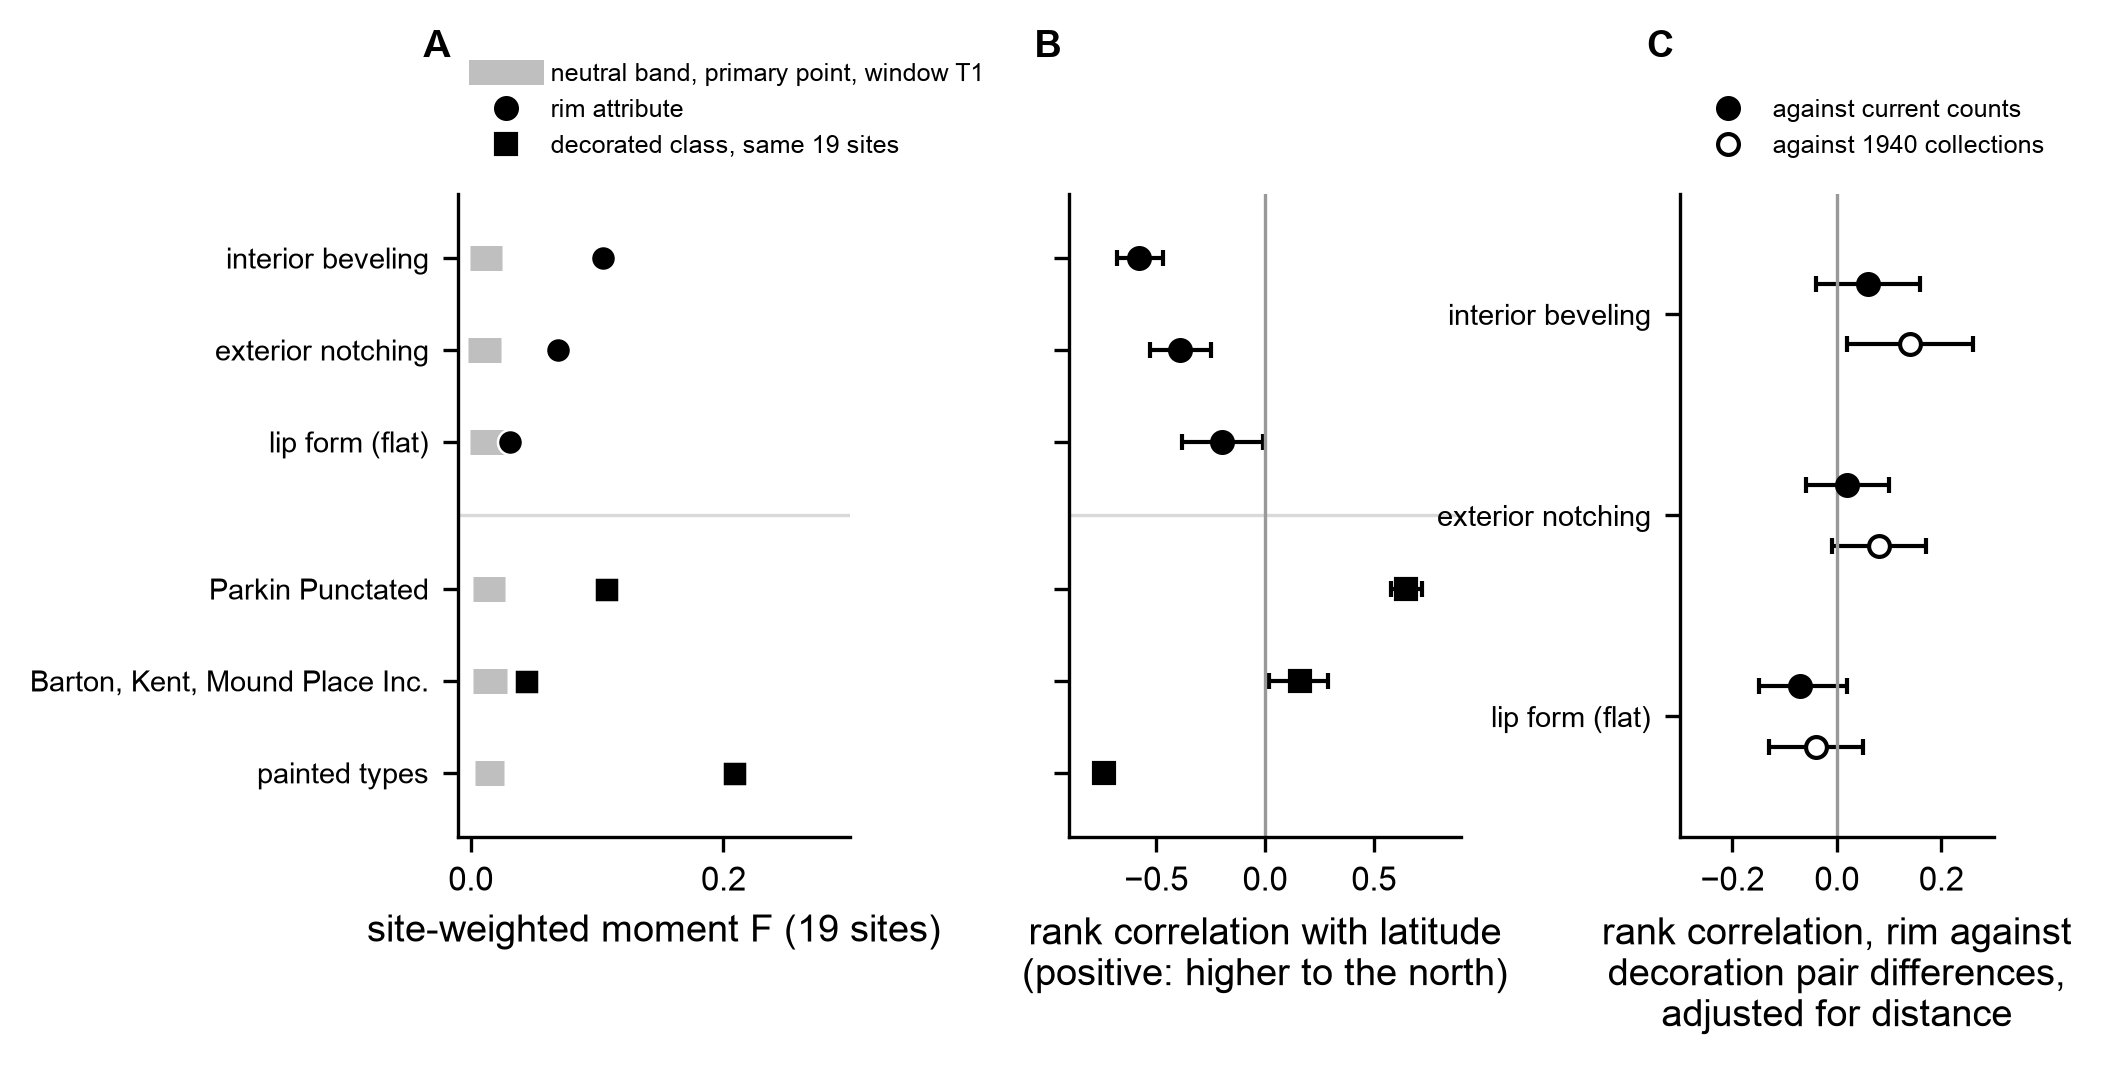 A
neutral band, primary point, window T1
rim attribute
decorated class, same 19 sites
interior beveling
exterior notching
lip form (flat)
Parkin Punctated
Barton, Kent, Mound Place Inc.
painted types
0.0
0.2
site-weighted moment F (19 sites)
B
−0.5
0.0
0.5
rank correlation with latitude
(positive: higher to the north)
C
against current counts
against 1940 collections
interior beveling
exterior notching
lip form (flat)
−0.2
0.0
0.2
rank correlation, rim against
decoration pair differences,
adjusted for distance